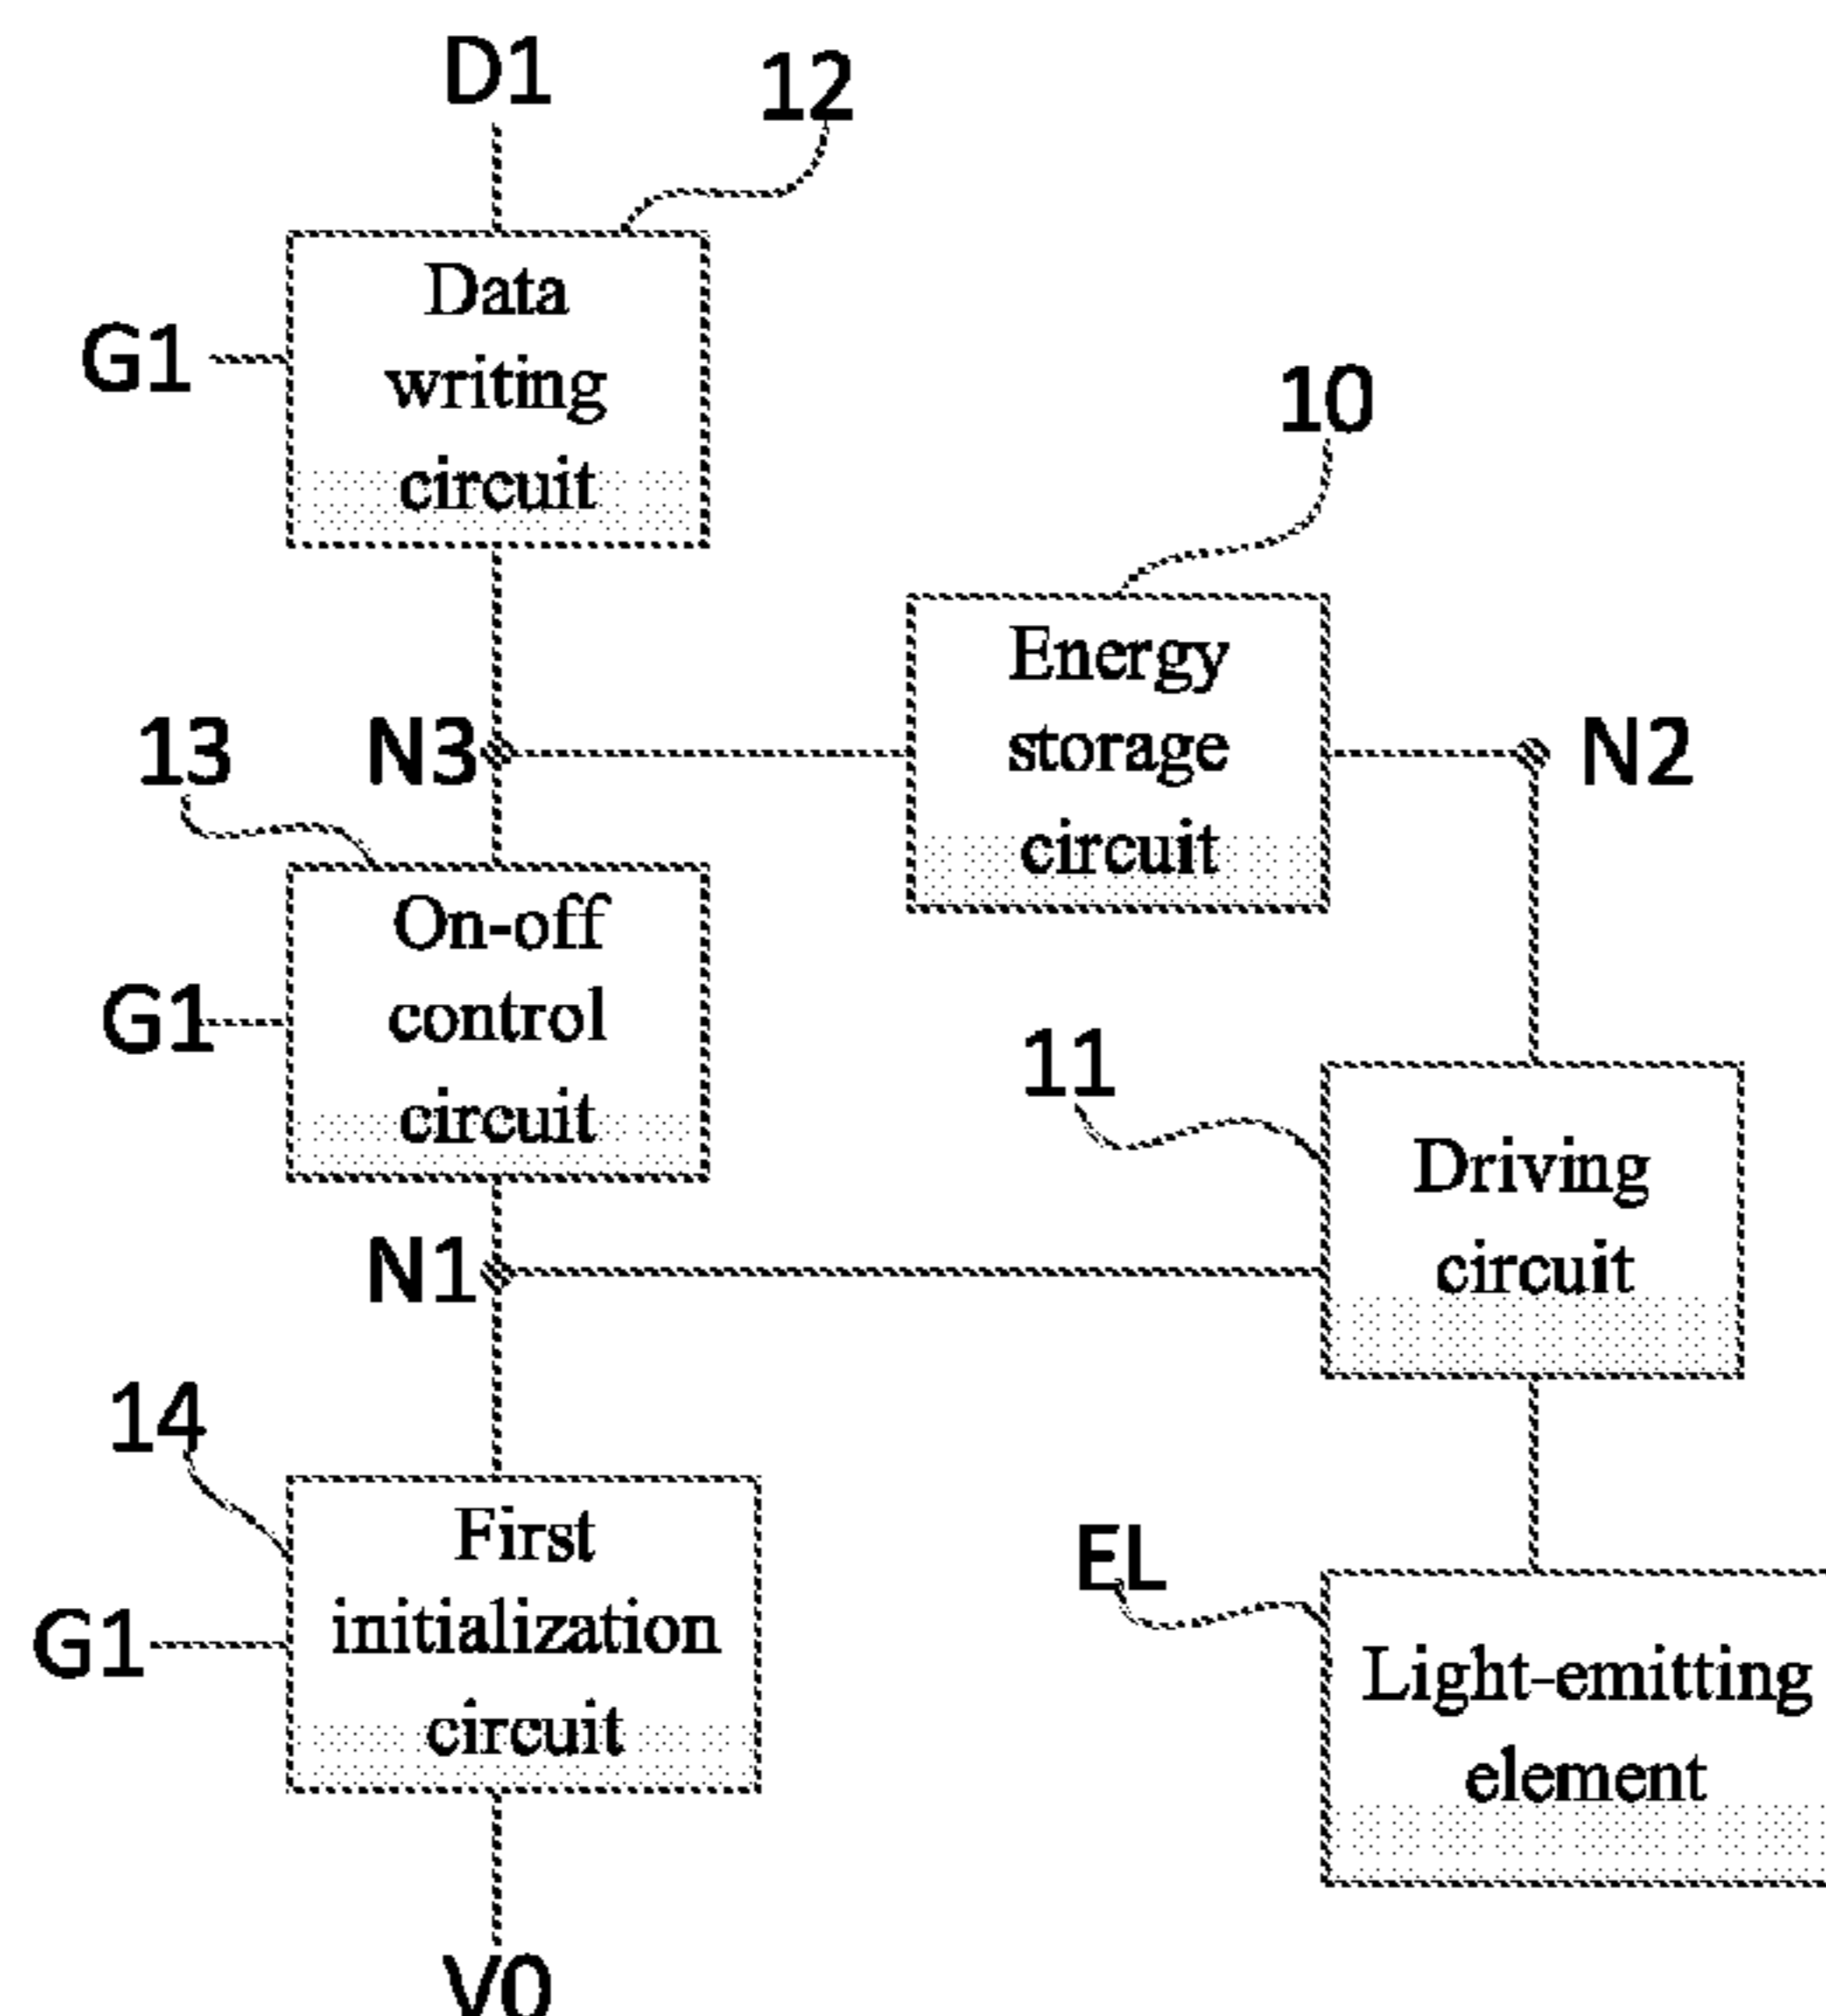 D1
12
Data
writing
circuit
G1
10
Energy
storage
circuit
13
N3
N2
On-off
control
circuit
G1
11
Driving
circuit
N1
14
First
initialization
circuit
G1
EL
Light-emitting
element
V0